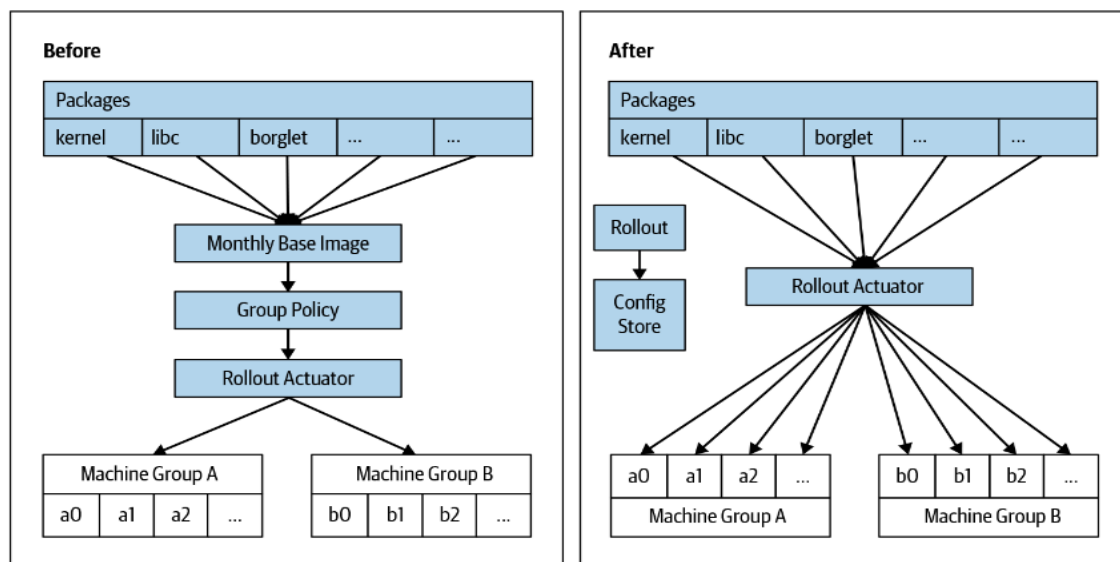 Before
Packages
kernel libc borglet ... ...
Monthly Base Image
Group Policy
Rollout Actuator
Machine Group A
a0 a1 a2 ...
Machine Group B
b0 b1 b2 ...
After
Packages
kernel libc borglet ... ...
Rollout
Config
Store
Rollout Actuator
a0 a1 a2 ...
Machine Group A
b0 b1 b2 ...
Machine Group B